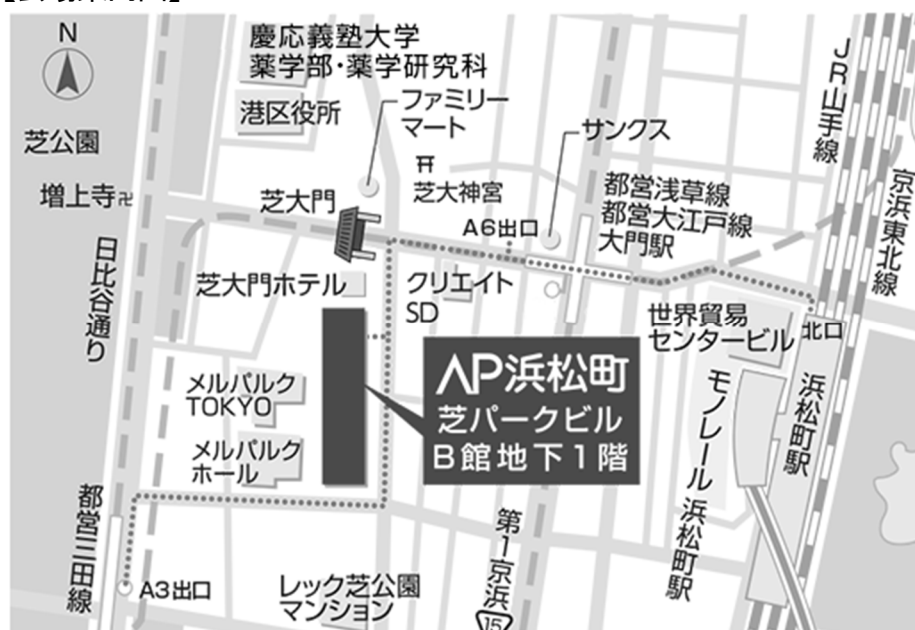 N
慶応義塾大学
薬学部・薬学研究科
港区役所
ファミリー
マート
サンクス
JR山手線
京浜東北線
芝公園
増上寺卍
芝大神宮
芝大門
A6出口
都営浅草線
都営大江戸線
大門駅
日比谷通り
芝大門ホテル
クリエイト
SD
世界貿易
センタービル
北口
AP浜松町
芝パークビル
B館地下1階
メルパルク
TOKYO
メルパルク
ホール
モノレール浜松町駅
浜松町駅
都営三田線
A3出口
レック芝公園
マンション
第1京浜
15